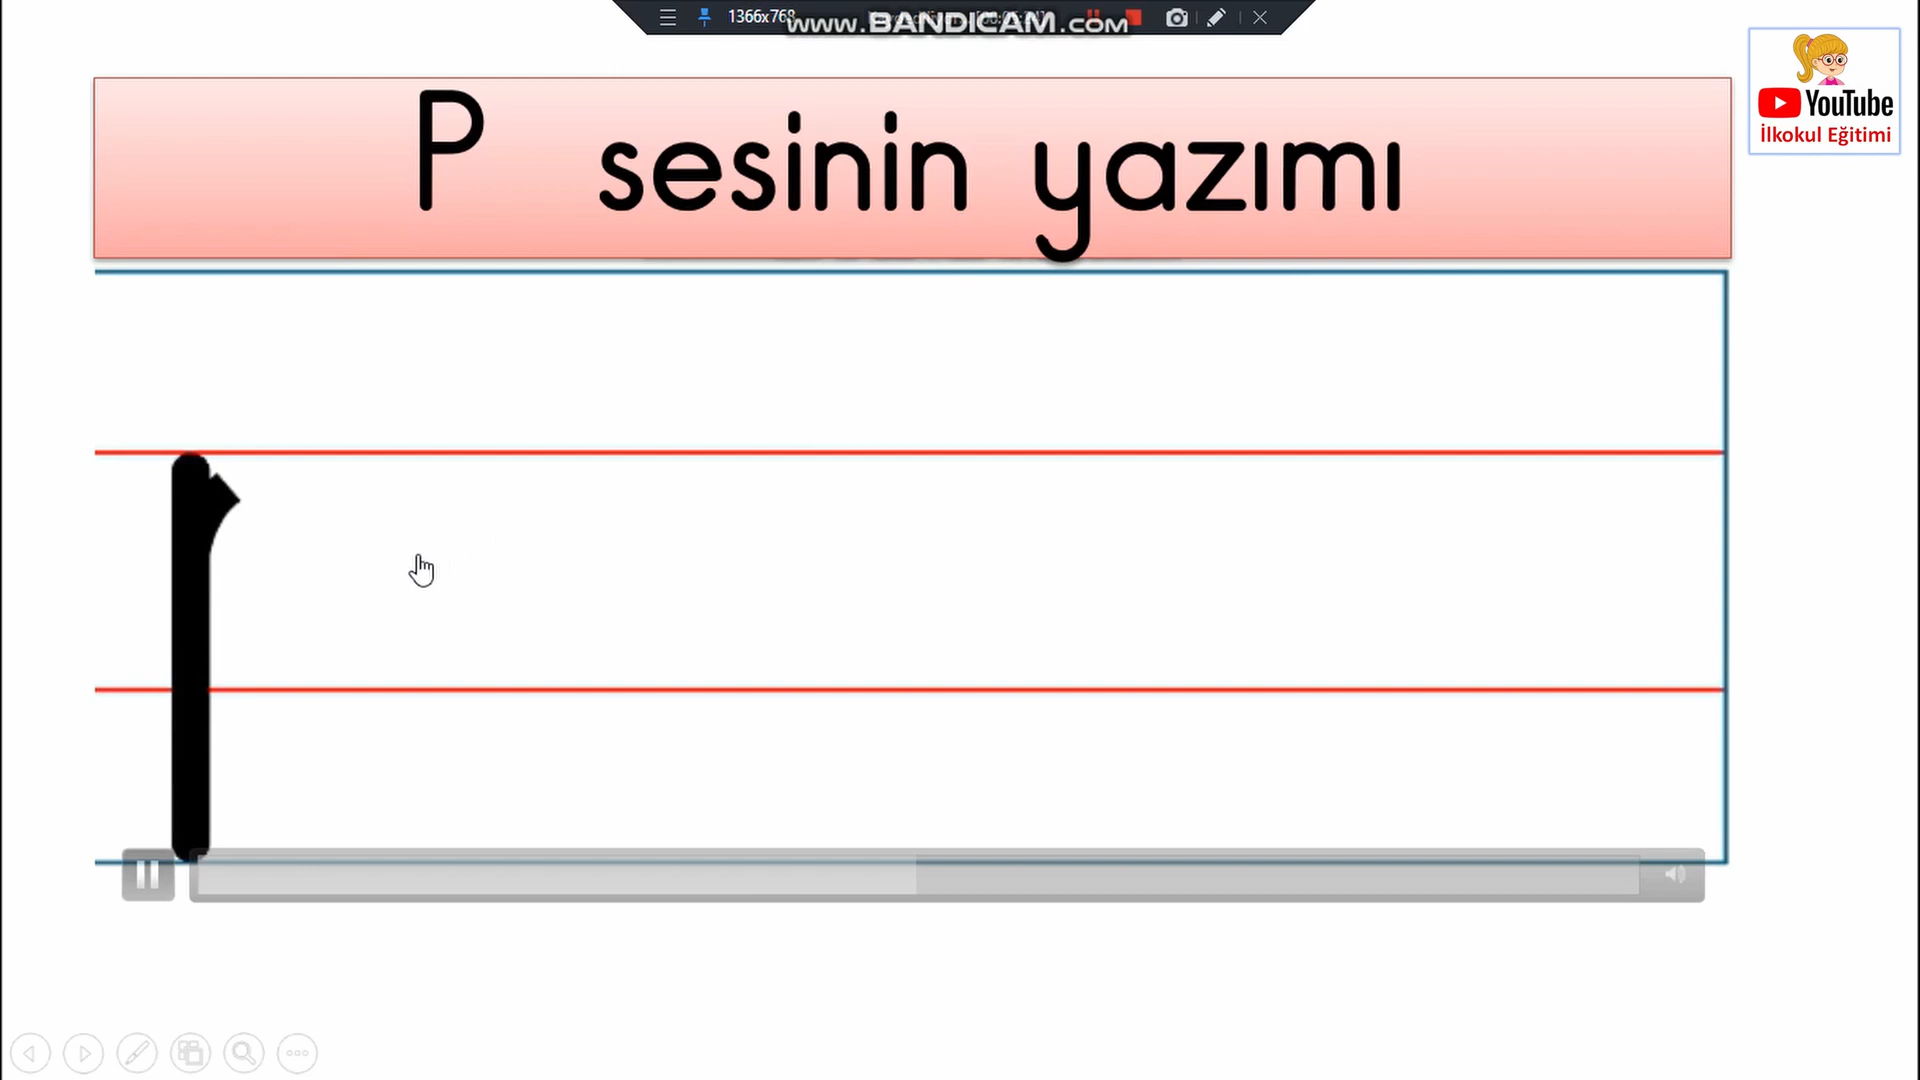 1366x768
www.BANDICAM.com
P sesinin yazımı
YouTube
İlkokul Eğitimi